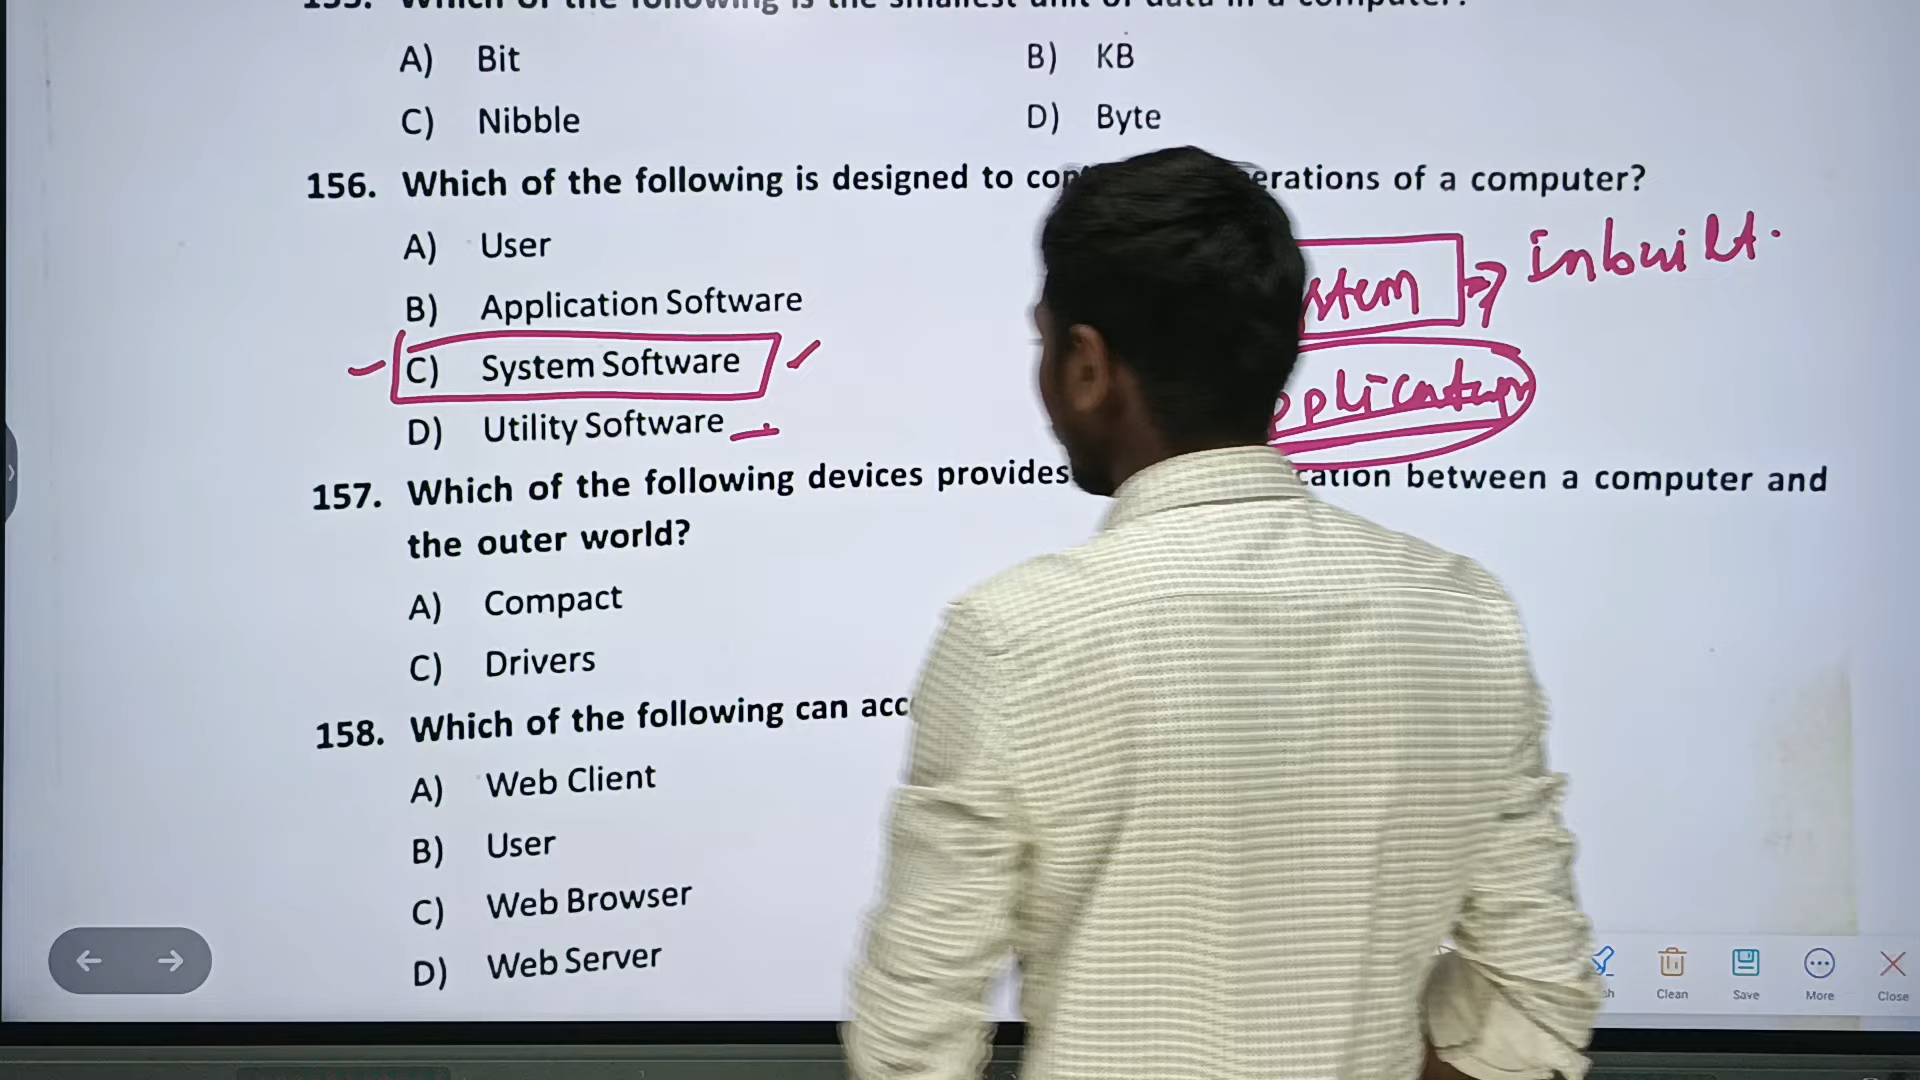 A) Bit B) KB
C) Nibble D) Byte
156. Which of the following is designed to erations of a computer?
A) User
B) Application Software
C) System Software
D) Utility Software
stem → Inbuilt.
pplication
157. Which of the following devices provides cation between a computer and
the outer world?
A) Compact
C) Drivers
158. Which of the following can acc
A) Web Client
B) User
C) Web Browser
D) Web Server
Clean Save More Close